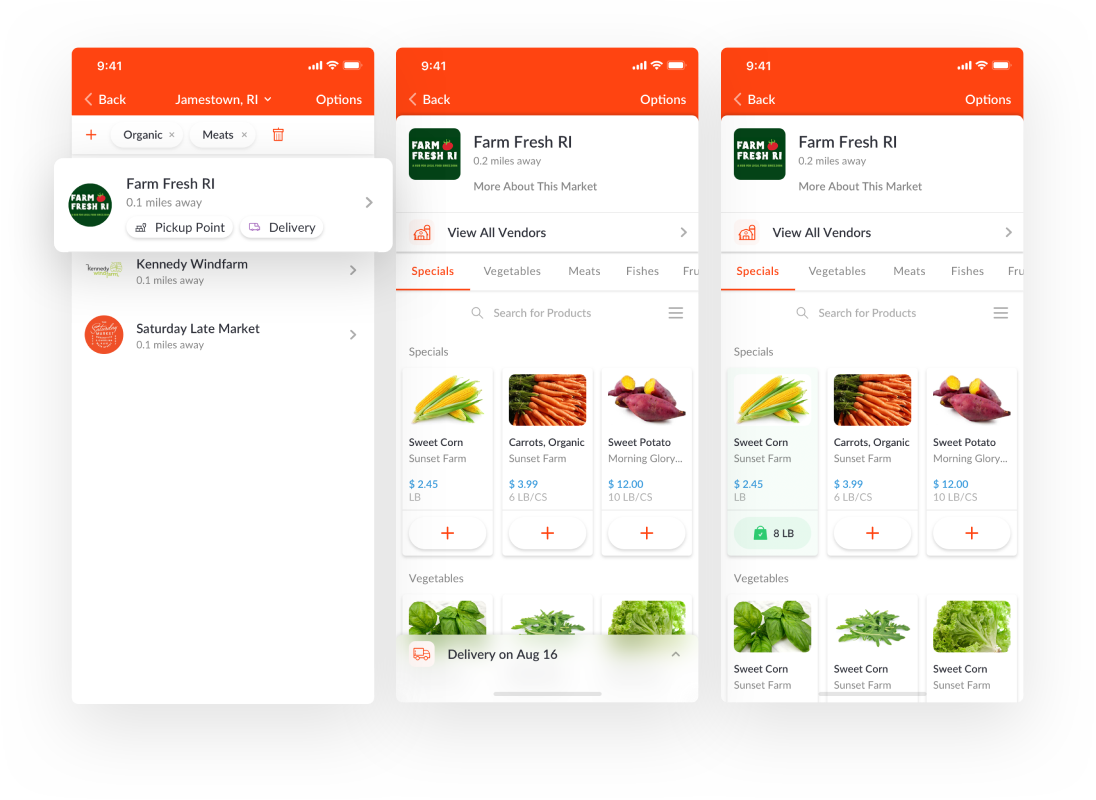 9:41
Back
Jamestown, RI
Options
Organic ×
Meats ×
FARM
FRESH RI
Farm Fresh RI
0.1 miles away
Pickup Point
Delivery
Kennedy
Kennedy Windfarm
0.1 miles away
Saturday
MARKET
Saturday Late Market
0.1 miles away
9:41
Back
Options
FARM
FRESH RI
Farm Fresh RI
0.2 miles away
More About This Market
View All Vendors
Specials Vegetables Meats Fishes Fru
Search for Products
Specials
Sweet Corn
Sunset Farm
$ 2.45
LB
Carrots, Organic
Sunset Farm
$ 3.99
6 LB/CS
Sweet Potato
Morning Glory...
$ 12.00
10 LB/CS
Vegetables
Delivery on Aug 16
9:41
Back
Options
FARM
FRESH RI
Farm Fresh RI
0.2 miles away
More About This Market
View All Vendors
Specials Vegetables Meats Fishes Fru
Search for Products
Specials
Sweet Corn
Sunset Farm
$ 2.45
LB
8 LB
Carrots, Organic
Sunset Farm
$ 3.99
6 LB/CS
Sweet Potato
Morning Glory...
$ 12.00
10 LB/CS
Vegetables
Sweet Corn
Sunset Farm
Sweet Corn
Sunset Farm
Sweet Corn
Sunset Farm